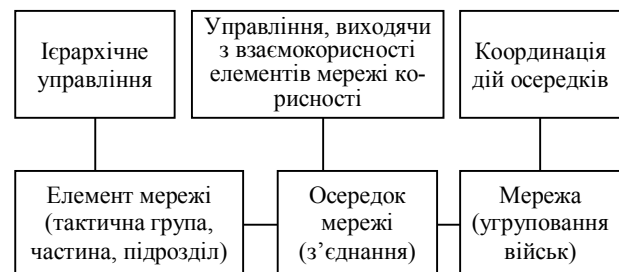 Ієрархічне
управління
Управління, виходячи
з взаємокорисності
елементів мережі ко-
рисності
Координація
дій осередків
Елемент мережі
(тактична група,
частина, підрозділ)
Осередок
мережі
(з’єднання)
Мережа
(угруповання
військ)